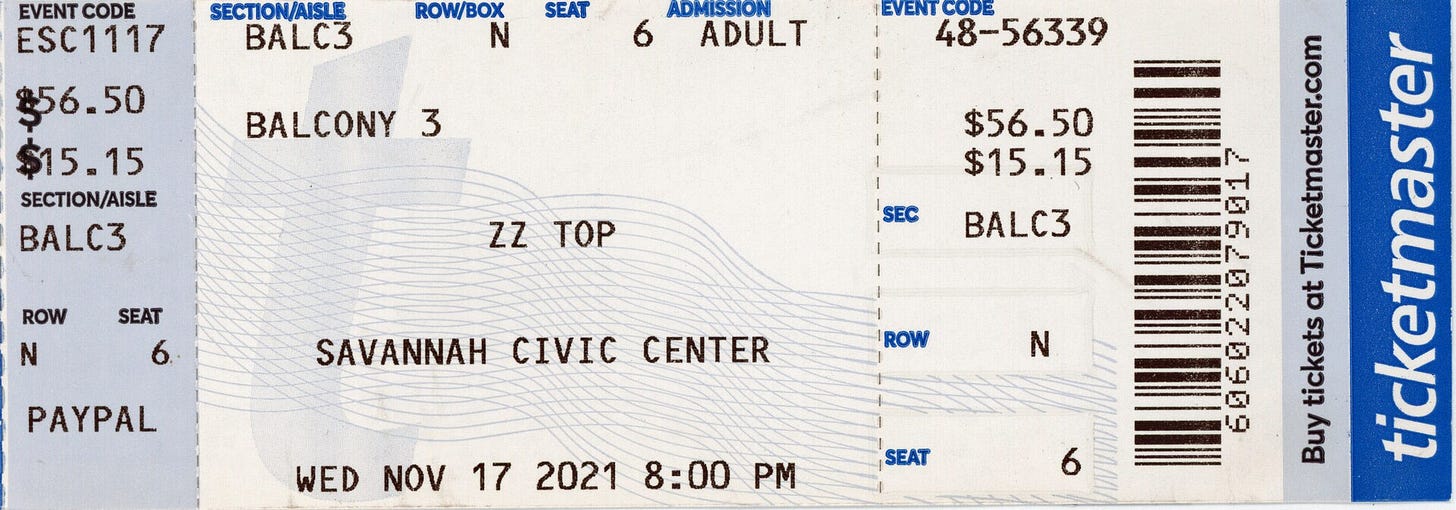 EVENT CODE
ESC1117
$56.50
$15.15
SECTION/AISLE
BALC3
ROW SEAT
N 6
PAYPAL
SECTION/AISLE ROW/BOX SEAT ADMISSION
BALC3 N 6 ADULT
BALCONY 3
ZZ TOP
SAVANNAH CIVIC CENTER
WED NOV 17 2021 8:00 PM
EVENT CODE
48-56339
$56.50
$15.15
SEC BALC3
ROW N
SEAT 6
606022079017
Buy tickets at Ticketmaster.com
ticketmaster